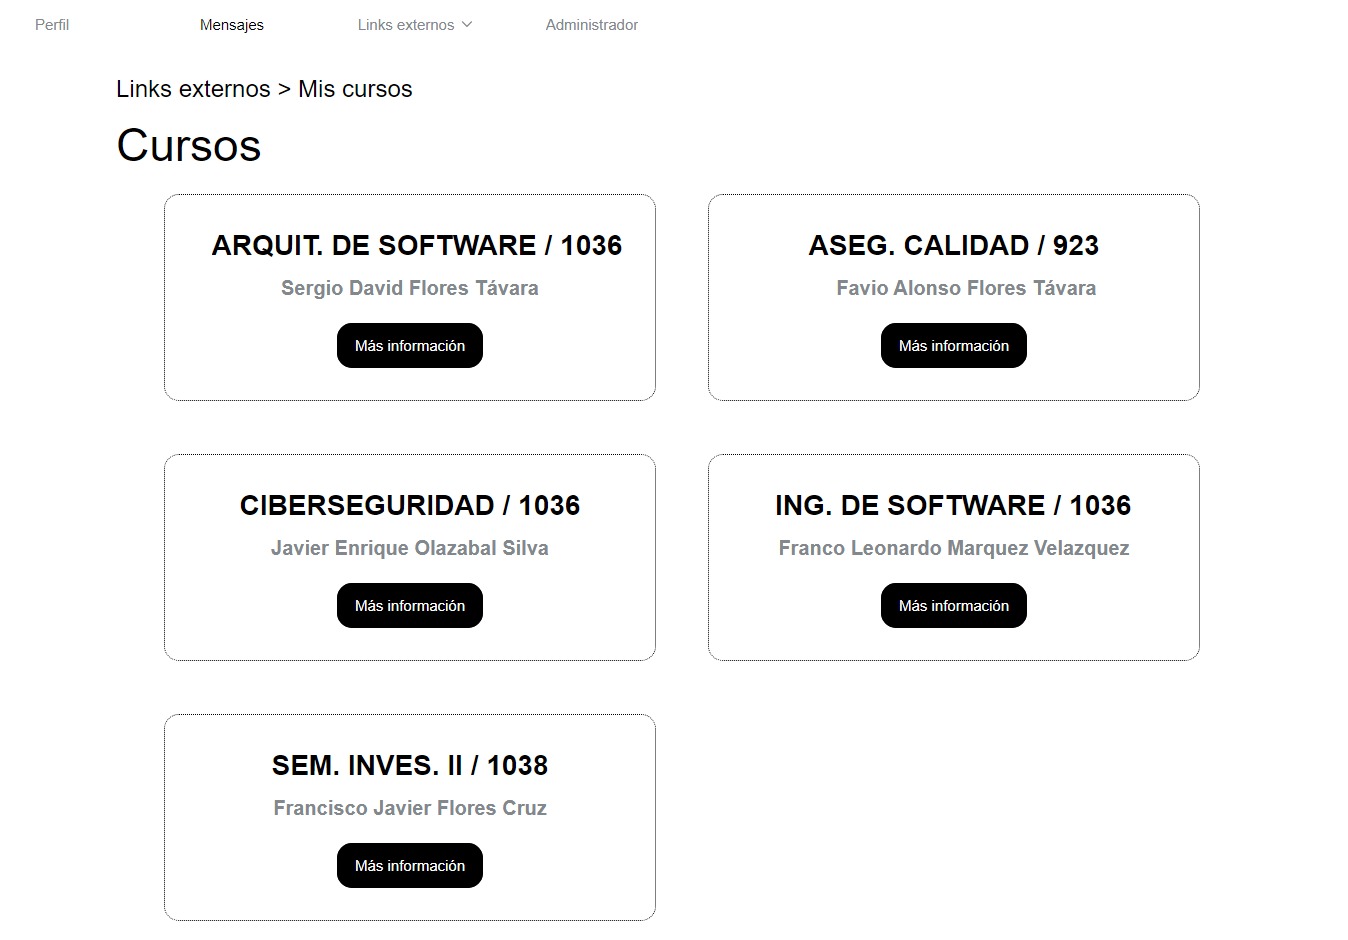 Perfil Mensajes Links externos Administrador
Links externos > Mis cursos
Cursos
ARQUIT. DE SOFTWARE / 1036
Sergio David Flores Távara
Más información
ASEG. CALIDAD / 923
Favio Alonso Flores Távara
Más información
CIBERSEGURIDAD / 1036
Javier Enrique Olazabal Silva
Más información
ING. DE SOFTWARE / 1036
Franco Leonardo Marquez Velazquez
Más información
SEM. INVES. II / 1038
Francisco Javier Flores Cruz
Más información